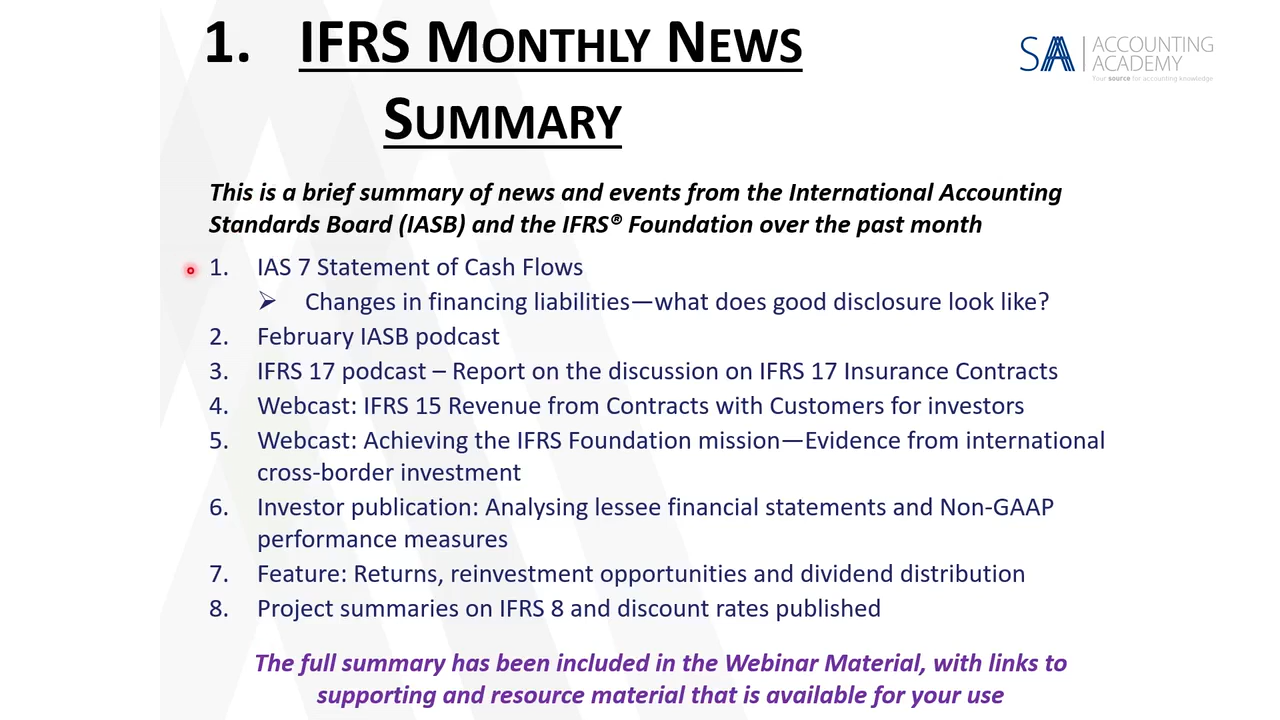 1. IFRS MONTHLY NEWS
SUMMARY
SAA ACCOUNTING
ACADEMY
Your source for accounting knowledge
This is a brief summary of news and events from the International Accounting
Standards Board (IASB) and the IFRS® Foundation over the past month
1. IAS 7 Statement of Cash Flows
➢ Changes in financing liabilities—what does good disclosure look like?
2. February IASB podcast
3. IFRS 17 podcast – Report on the discussion on IFRS 17 Insurance Contracts
4. Webcast: IFRS 15 Revenue from Contracts with Customers for investors
5. Webcast: Achieving the IFRS Foundation mission—Evidence from international
cross-border investment
6. Investor publication: Analysing lessee financial statements and Non-GAAP
performance measures
7. Feature: Returns, reinvestment opportunities and dividend distribution
8. Project summaries on IFRS 8 and discount rates published
The full summary has been included in the Webinar Material, with links to
supporting and resource material that is available for your use